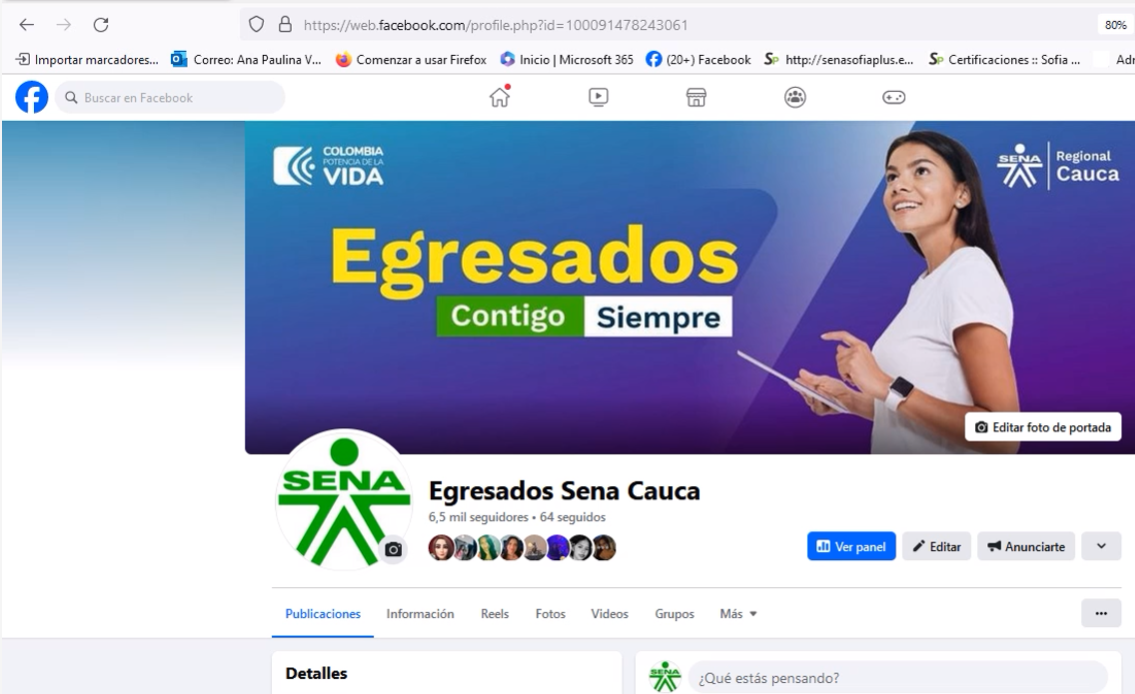 https://web.facebook.com/profile.php?id=100091478243061
80%
Importar marcadores... Correo: Ana Paulina V... Comenzar a usar Firefox Inicio | Microsoft 365 (20+) Facebook http://senasofiaplus.e... Certificaciones :: Sofia ... Adr
Buscar en Facebook
COLOMBIA
POTENCIA DE LA
VIDA
SENA Regional
Cauca
Egresados
Contigo Siempre
Editar foto de portada
SENA
Egresados Sena Cauca
6,5 mil seguidores • 64 seguidos
Ver panel Editar Anunciarte
Publicaciones Información Reels Fotos Videos Grupos Más
Detalles
SENA ¿Qué estás pensando?